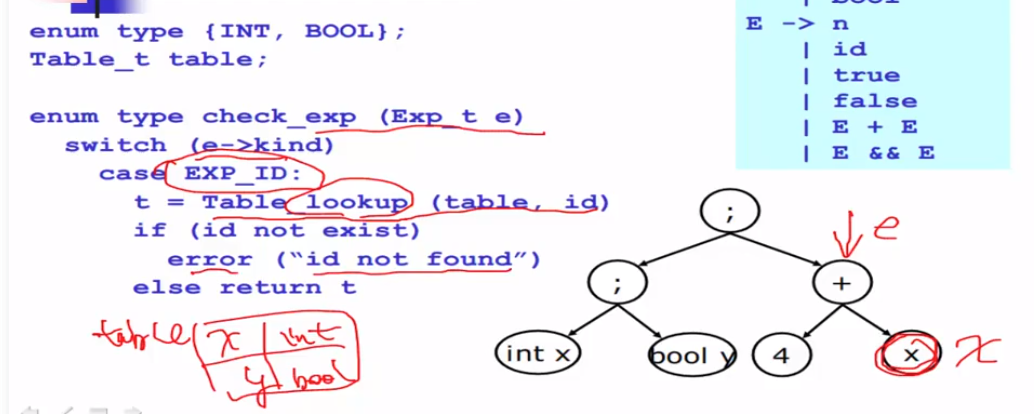 enum type {INT, BOOL};
Table_t table;
enum type check_exp (Exp_t e)
switch (e->kind)
case EXP_ID:
t = Table_lookup (table, id)
if (id not exist)
error (“id not found”)
else return t
table
x int
y bool
E -> n
| id
| true
| false
| E + E
| E && E
;
e
;
+
int x
bool y
4
x
x